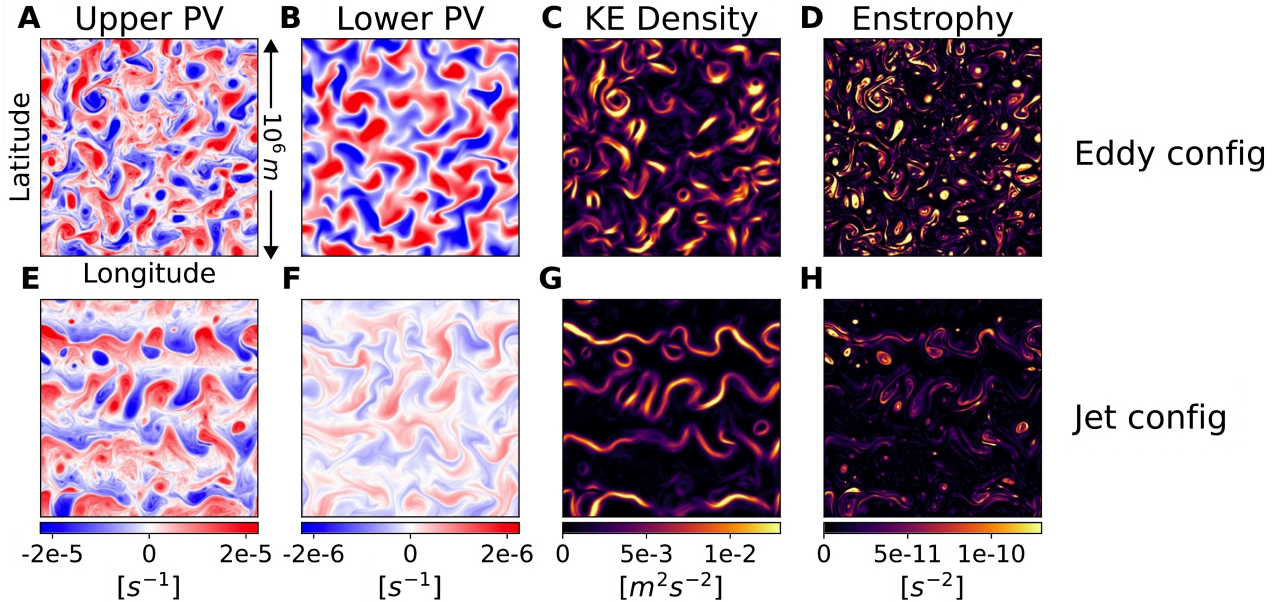 A Upper PV B Lower PV C KE Density D Enstrophy
Latitude
10⁶ m
Eddy config
Longitude
E F G H
Jet config
-2e-5 0 2e-5 -2e-6 0 2e-6 0 5e-3 1e-2 0 5e-11 1e-10
[s⁻¹] [s⁻¹] [m²s⁻²] [s⁻²]